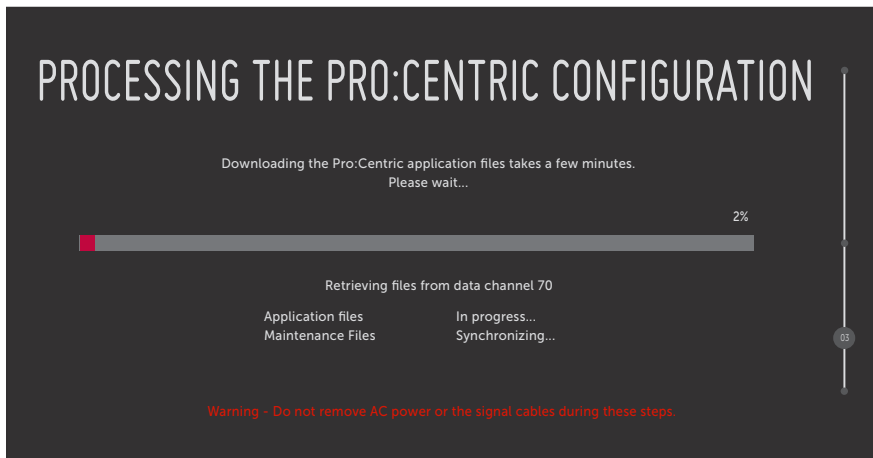 PROCESSING THE PRO:CENTRIC CONFIGURATION
Downloading the Pro:Centric application files takes a few minutes.
Please wait...
2%
Retrieving files from data channel 70
Application files In progress...
Maintenance Files Synchronizing...
03
Warning - Do not remove AC power or the signal cables during these steps.